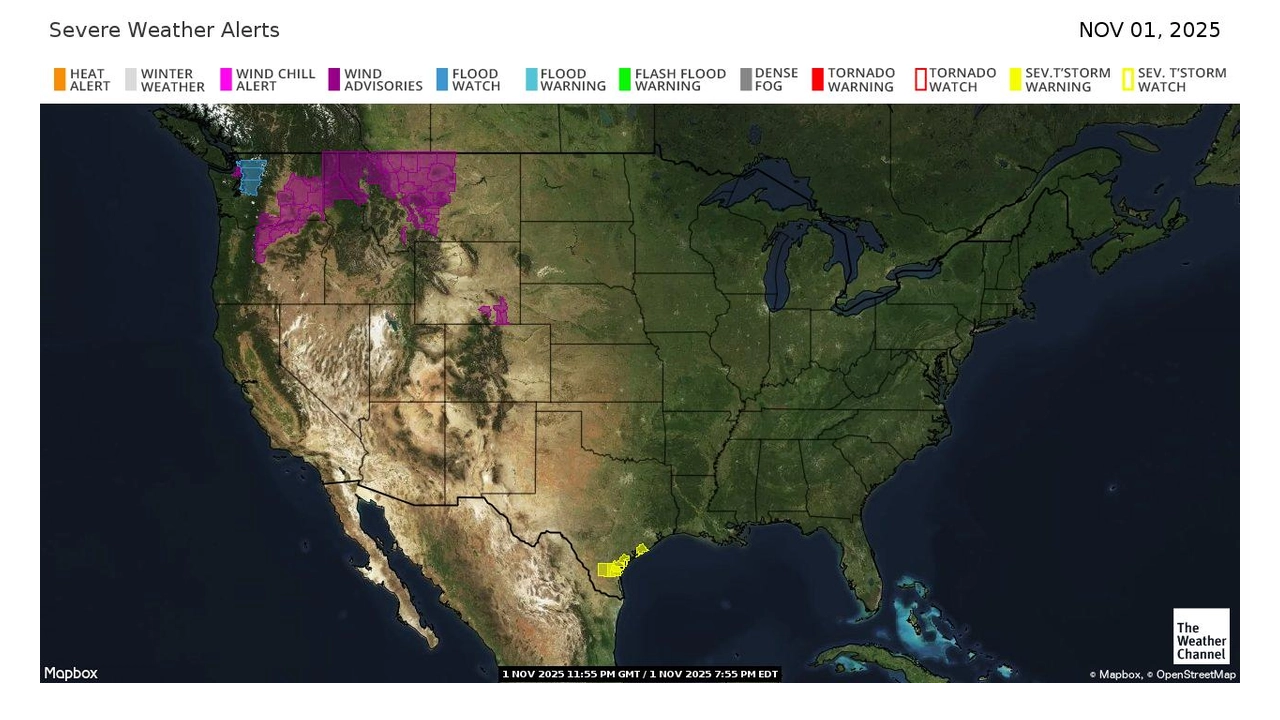 Severe Weather Alerts
NOV 01, 2025
HEAT
ALERT
WINTER
WEATHER
WIND CHILL
ALERT
WIND
ADVISORIES
FLOOD
WATCH
FLOOD
WARNING
FLASH FLOOD
WARNING
DENSE
FOG
TORNADO
WARNING
TORNADO
WATCH
SEV.T'STORM
WARNING
SEV. T'STORM
WATCH
The
Weather
Channel
Mapbox
1 NOV 2025 11:55 PM GMT / 1 NOV 2025 7:55 PM EDT
© Mapbox, © OpenStreetMap